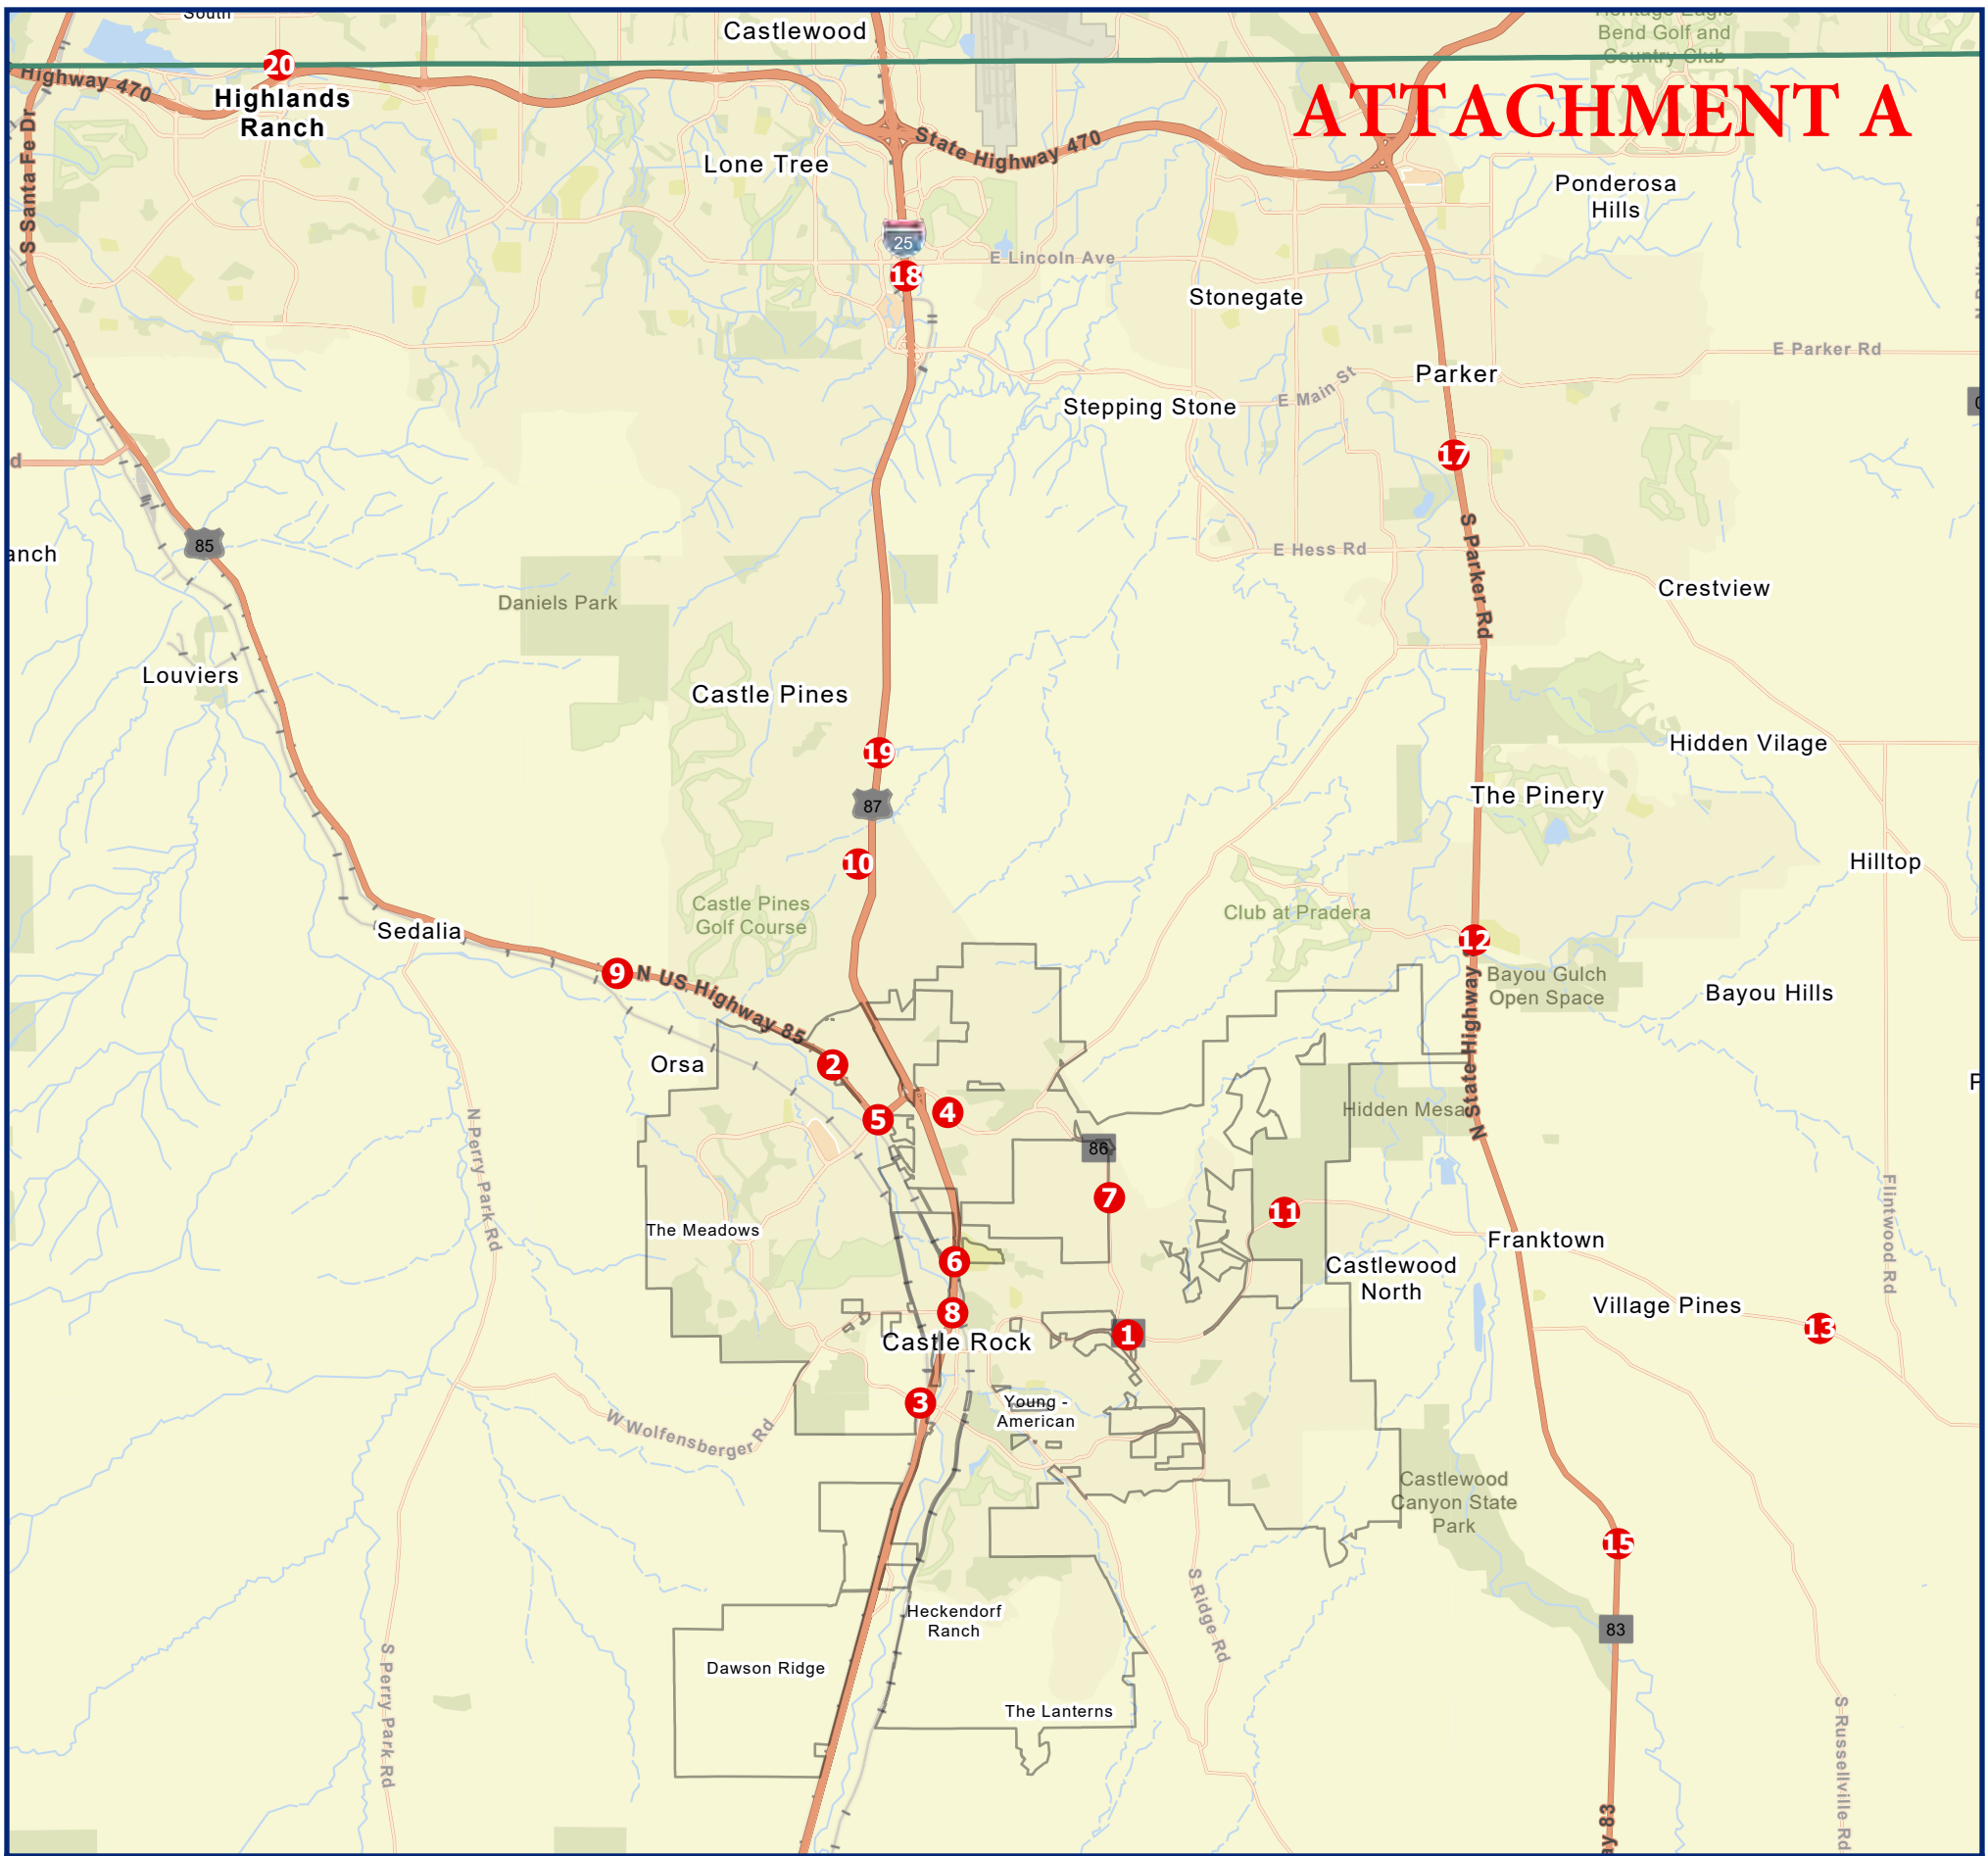 South
Castlewood
Heritage Eagle
Bend Golf and
Country Club
20
Highway 470
Highlands
Ranch
ATTACHMENT A
S Santa Fe Dr
State Highway 470
Lone Tree
Ponderosa
Hills
25
E Lincoln Ave
18
Stonegate
E Parker Rd
Parker
E Main St
Stepping Stone
17
d
85
anch
S Parker Rd
E Hess Rd
Crestview
Daniels Park
Louviers
Castle Pines
Hidden Vilage
19
87
The Pinery
10
Hilltop
Castle Pines
Golf Course
Club at Pradera
Sedalia
12
9
N US Highway 85
Bayou Gulch
Open Space
Bayou Hills
N State Highway
Orsa
2
4
5
Hidden Mesa
86
N Perry Park Rd
7
11
The Meadows
Flintwood Rd
Franktown
6
Castlewood
North
8
Village Pines
13
1
Castle Rock
3
Young -
American
W Wolfensberger Rd
Castlewood
Canyon State
Park
15
S Ridge Rd
Heckendorf
Ranch
83
Dawson Ridge
The Lanterns
S Perry Park Rd
S Russellville Rd
ay 83